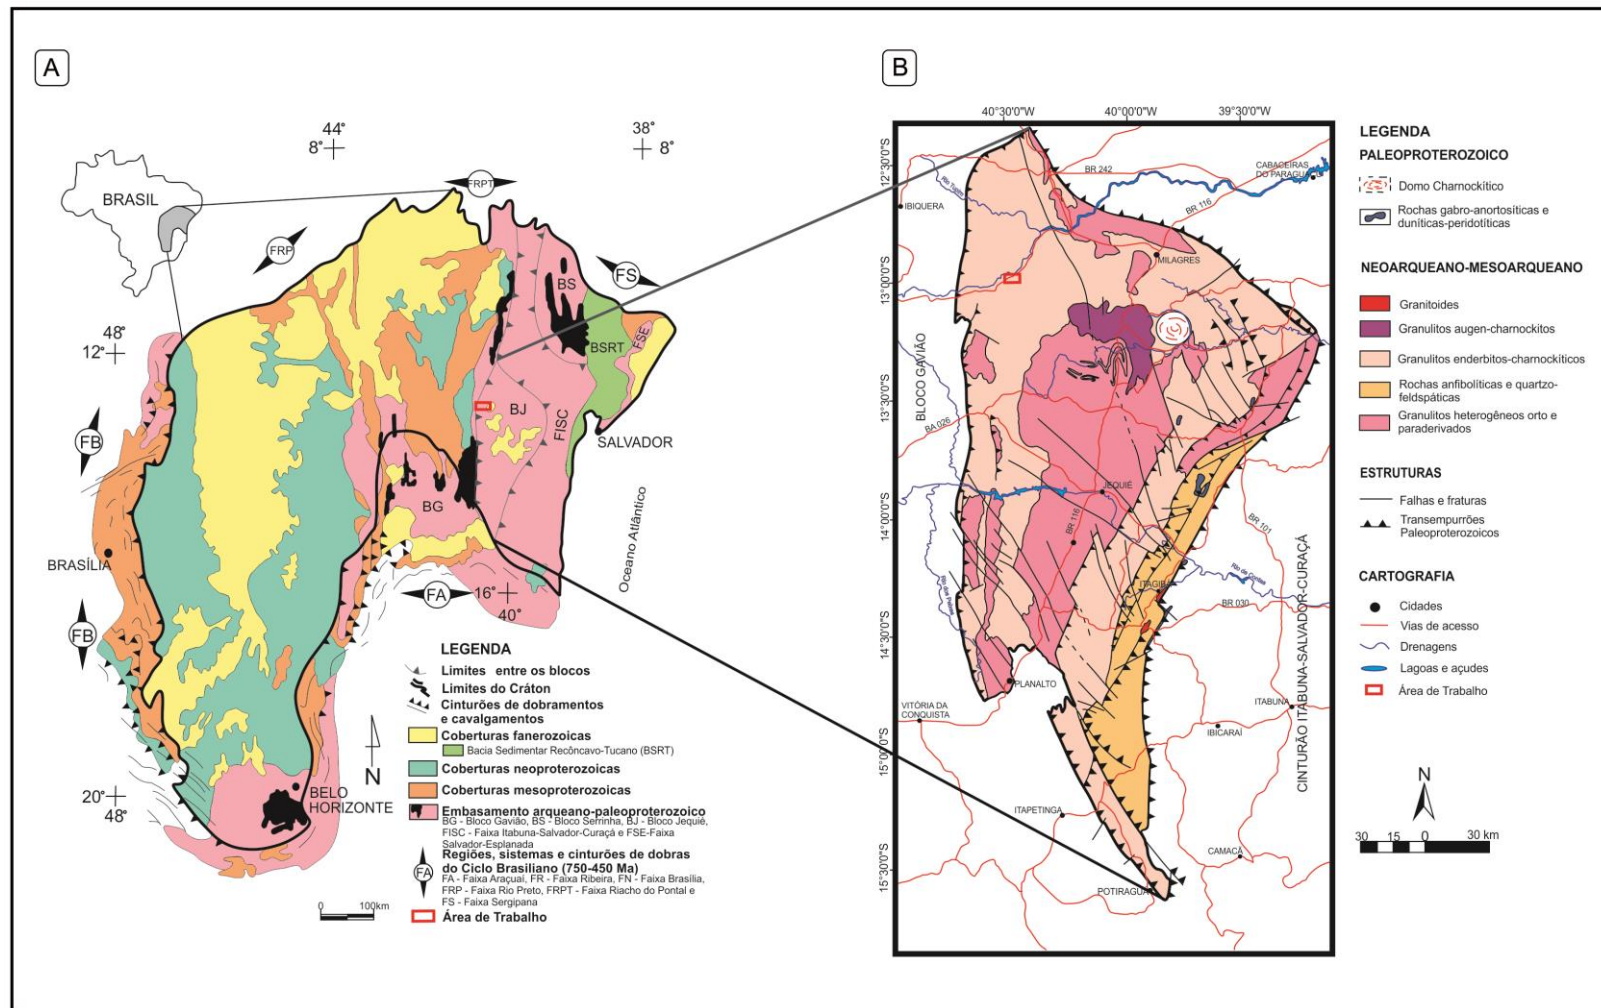 A
44°
8°
38°
8°
BRASIL
FRPT
FRP
FS
BS
BSRT
FSE
48°
12°
BJ
FISC
SALVADOR
FB
BG
BRASÍLIA
Oceano Atlântico
FA
16°
40°
FB
BELO
HORIZONTE
20°
48°
N
0 100km
LEGENDA
Limites entre os blocos
Limites do Cráton
Cinturões de dobramentos
e cavalgamentos
Coberturas fanerozoicas
Bacia Sedimentar Recôncavo-Tucano (BSRT)
Coberturas neoproterozoicas
Coberturas mesoproterozoicas
Embasamento arqueano-paleoproterozoico
BG - Bloco Gavião, BS - Bloco Serrinha, BJ - Bloco Jequié,
FISC - Faixa Itabuna-Salvador-Curaçá e FSE-Faixa
Salvador-Esplanada
Regiões, sistemas e cinturões de dobras
do Ciclo Brasiliano (750-450 Ma)
FA
FA - Faixa Araçuaí, FR - Faixa Ribeira, FN - Faixa Brasília,
FRP - Faixa Rio Preto, FRPT - Faixa Riacho do Pontal e
FS - Faixa Sergipana
Área de Trabalho
B
40°30'0"W
40°00'0"W
39°30'0"W
12°30'0"S
13°00'0"S
13°30'0"S
14°00'0"S
14°30'0"S
15°00'0"S
15°30'0"S
BR 242
CABACEIRAS
DO PARAGUAÇU
IBIQUERA
BR 116
MILAGRES
BLOCO GAVIÃO
BA 026
JEQUIÉ
BR 116
BR 101
Rio de Contas
ITAGIBÁ
BR 030
PLANALTO
VITÓRIA DA
CONQUISTA
ITABUNA
IBICARAÍ
ITAPETINGA
CAMACÃ
POTIRAGUÁ
CINTURÃO ITABUNA-SALVADOR-CURAÇÁ
LEGENDA
PALEOPROTEROZOICO
Domo Charnockítico
Rochas gabro-anortosíticas e
duníticas-peridotíticas
NEOARQUEANO-MESOARQUEANO
Granitoides
Granulitos augen-charnockitos
Granulitos enderbitos-charnockíticos
Rochas anfibolíticas e quartzo-
feldspáticas
Granulitos heterogêneos orto e
paraderivados
ESTRUTURAS
Falhas e fraturas
Transempurrões
Paleoproterozoicos
CARTOGRAFIA
Cidades
Vias de acesso
Drenagens
Lagoas e açudes
Área de Trabalho
N
30 15 0 30 km